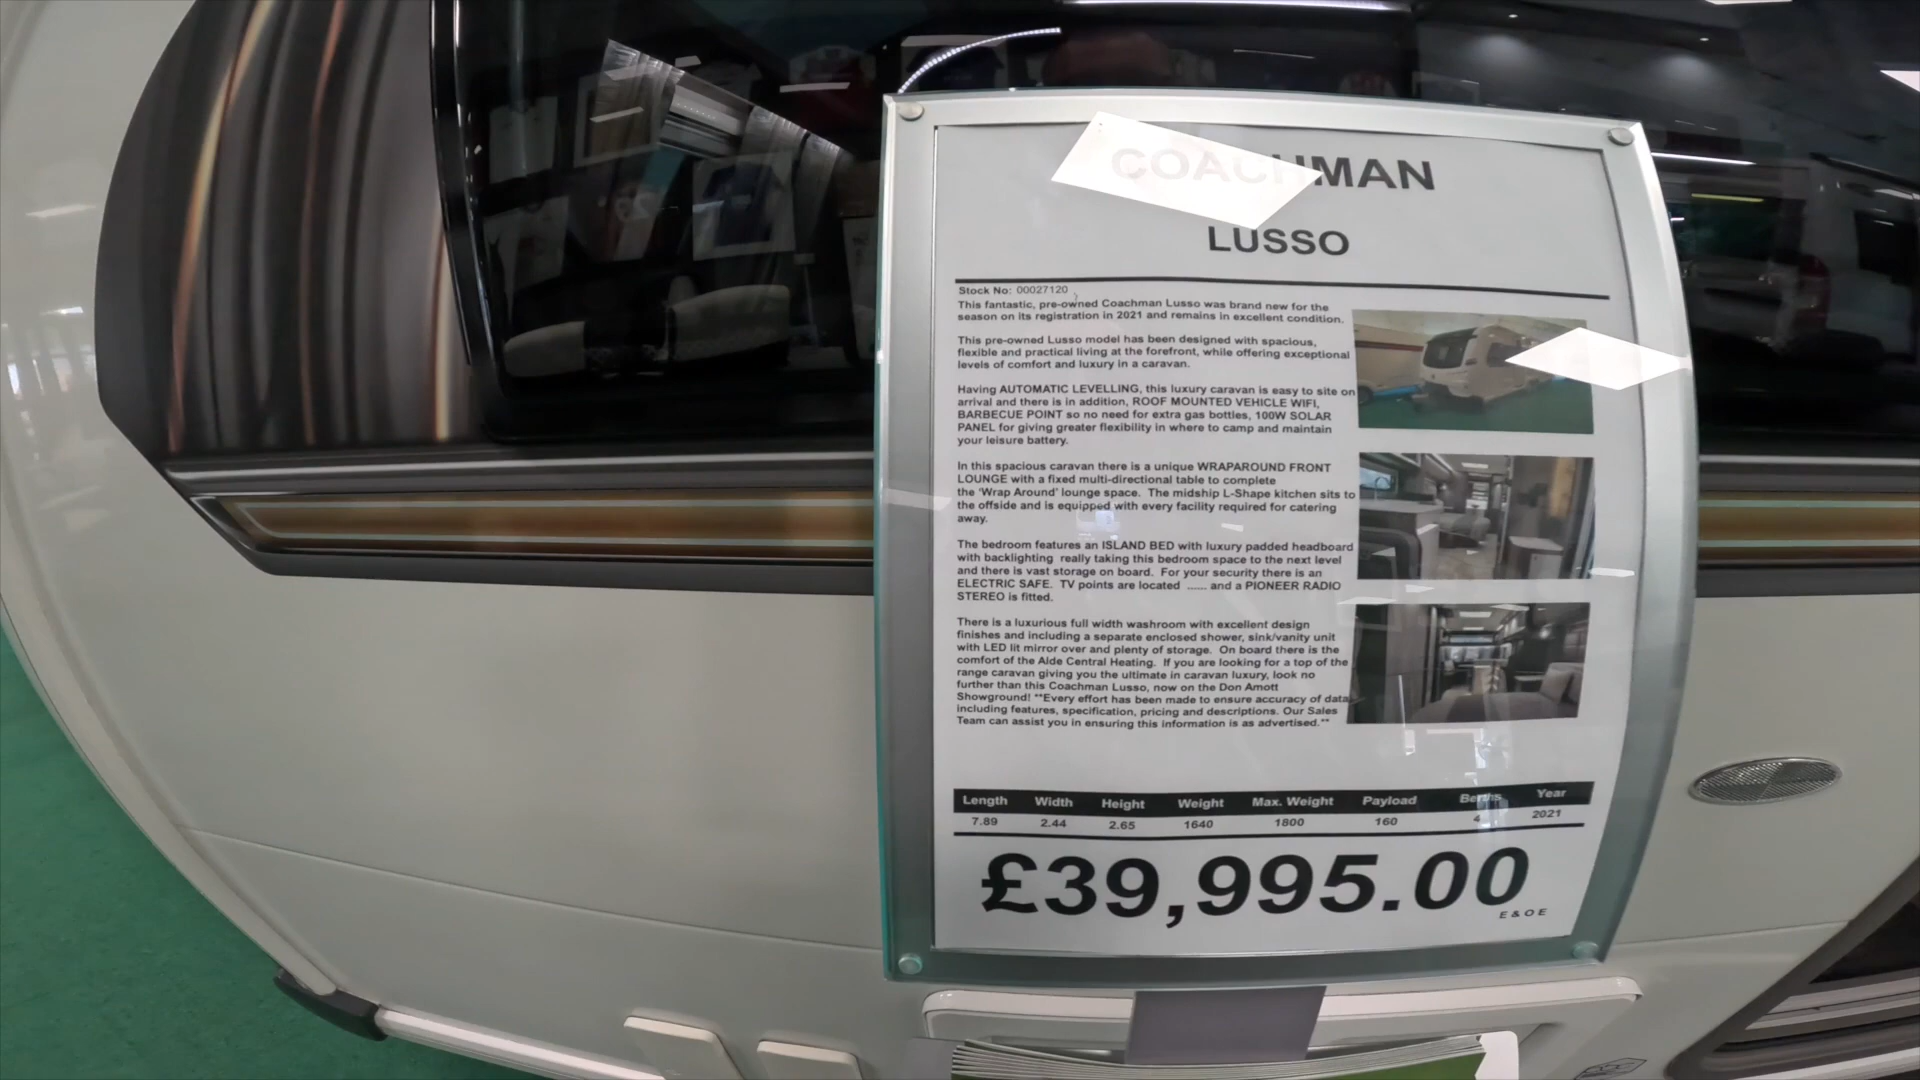 COACHMAN
LUSSO
Stock No: 00027120
This fantastic, pre-owned Coachman Lusso was brand new for the
season on its registration in 2021 and remains in excellent condition.
This pre-owned Lusso model has been designed with spacious,
flexible and practical living at the forefront, while offering exceptional
levels of comfort and luxury in a caravan.
Having AUTOMATIC LEVELLING, this luxury caravan is easy to site on
arrival and there is in addition, ROOF MOUNTED VEHICLE WIFI,
BARBECUE POINT so no need for extra gas bottles, 100W SOLAR
PANEL for giving greater flexibility in where to camp and maintain
your leisure battery.
In this spacious caravan there is a unique WRAPAROUND FRONT
LOUNGE with a fixed multi-directional table to complete
the 'Wrap Around' lounge space. The midship L-Shape kitchen sits to
the offside and is equipped with every facility required for catering
away.
The bedroom features an ISLAND BED with luxury padded headboard
with backlighting really taking this bedroom space to the next level
and there is vast storage on board. For your security there is an
ELECTRIC SAFE. TV points are located ...... and a PIONEER RADIO
STEREO is fitted.
There is a luxurious full width washroom with excellent design
finishes and including a separate enclosed shower, sink/vanity unit
with LED lit mirror over and plenty of storage. On board there is the
comfort of the Alde Central Heating. If you are looking for a top of the
range caravan giving you the ultimate in caravan luxury, look no
further than this Coachman Lusso, now on the Don Amott
Showground! **Every effort has been made to ensure accuracy of data
including features, specification, pricing and descriptions. Our Sales
Team can assist you in ensuring this information is as advertised.**
Length Width Height Weight Max. Weight Payload Berths Year
7.89 2.44 2.65 1640 1800 160 4 2021
£39,995.00
E & O E